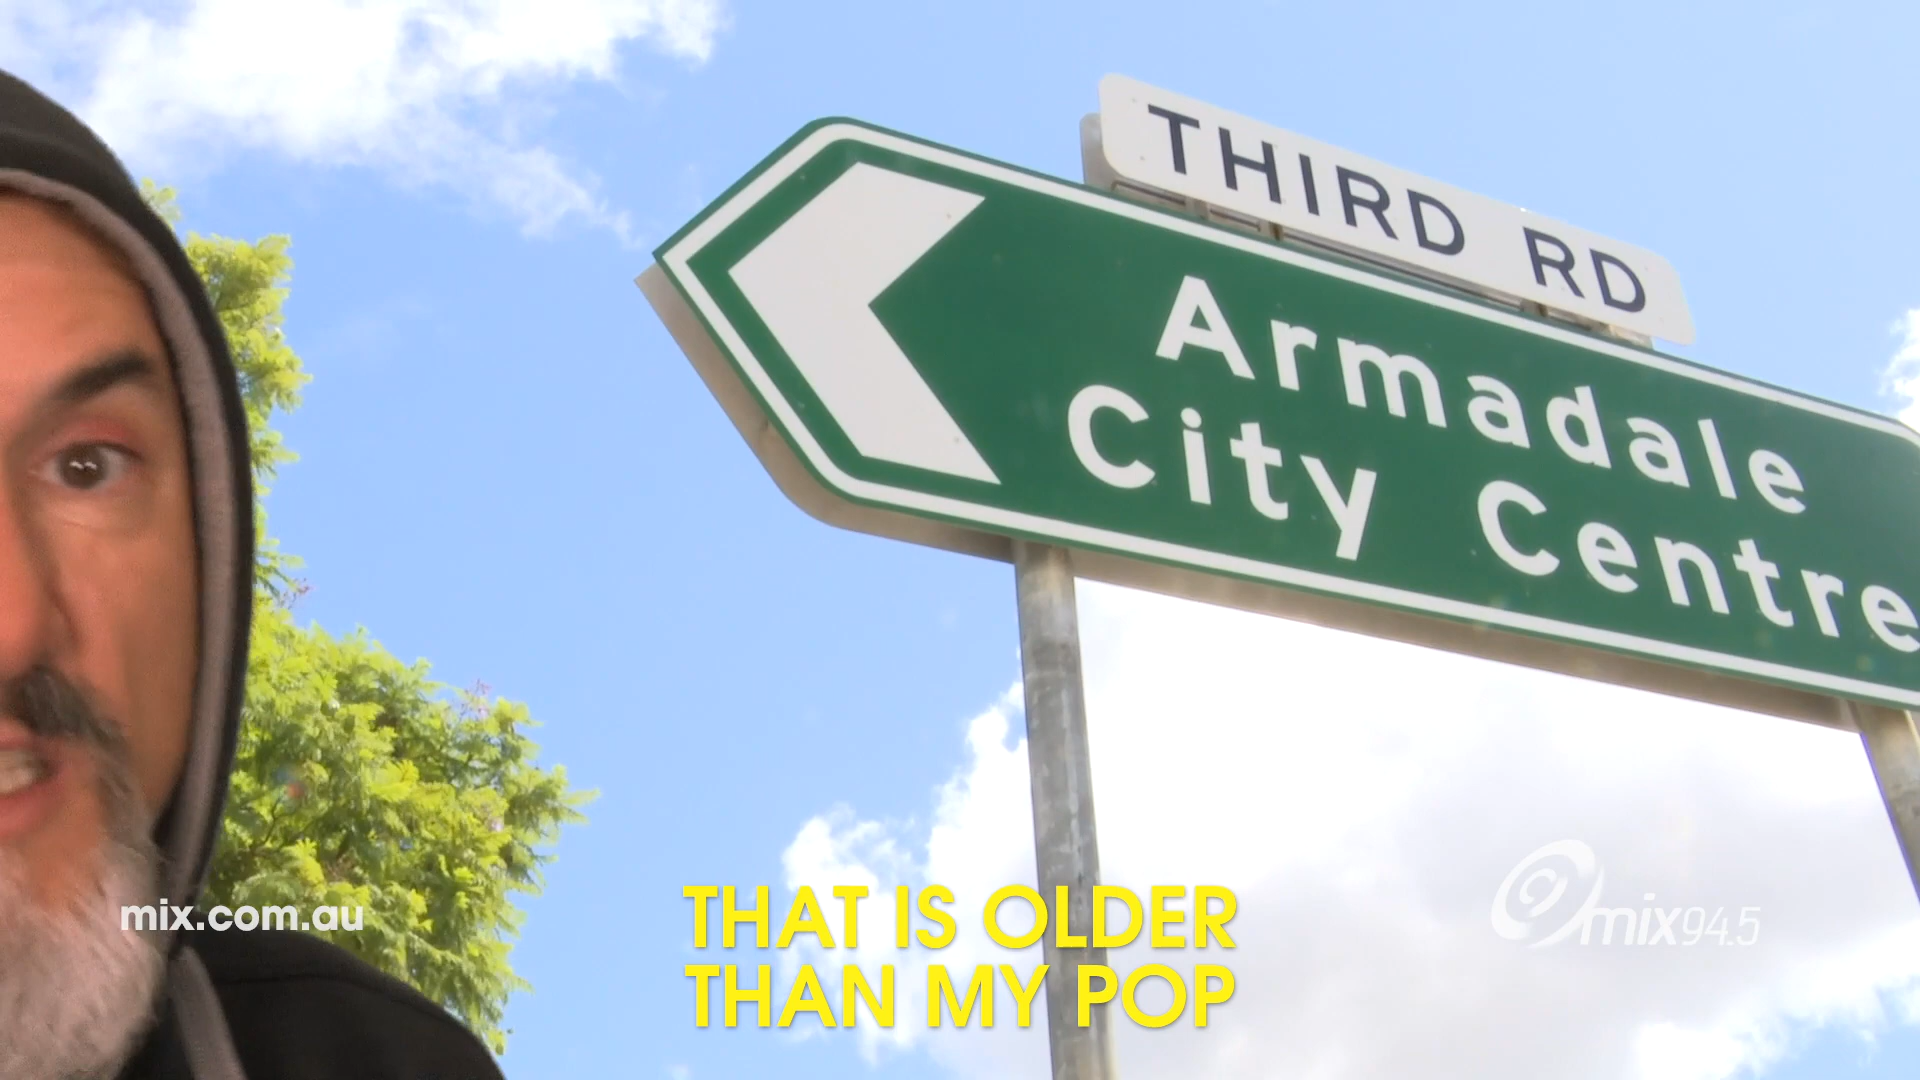 THIRD RD
Armadale
City Centre
mix.com.au
THAT IS OLDER
THAN MY POP
mix94.5